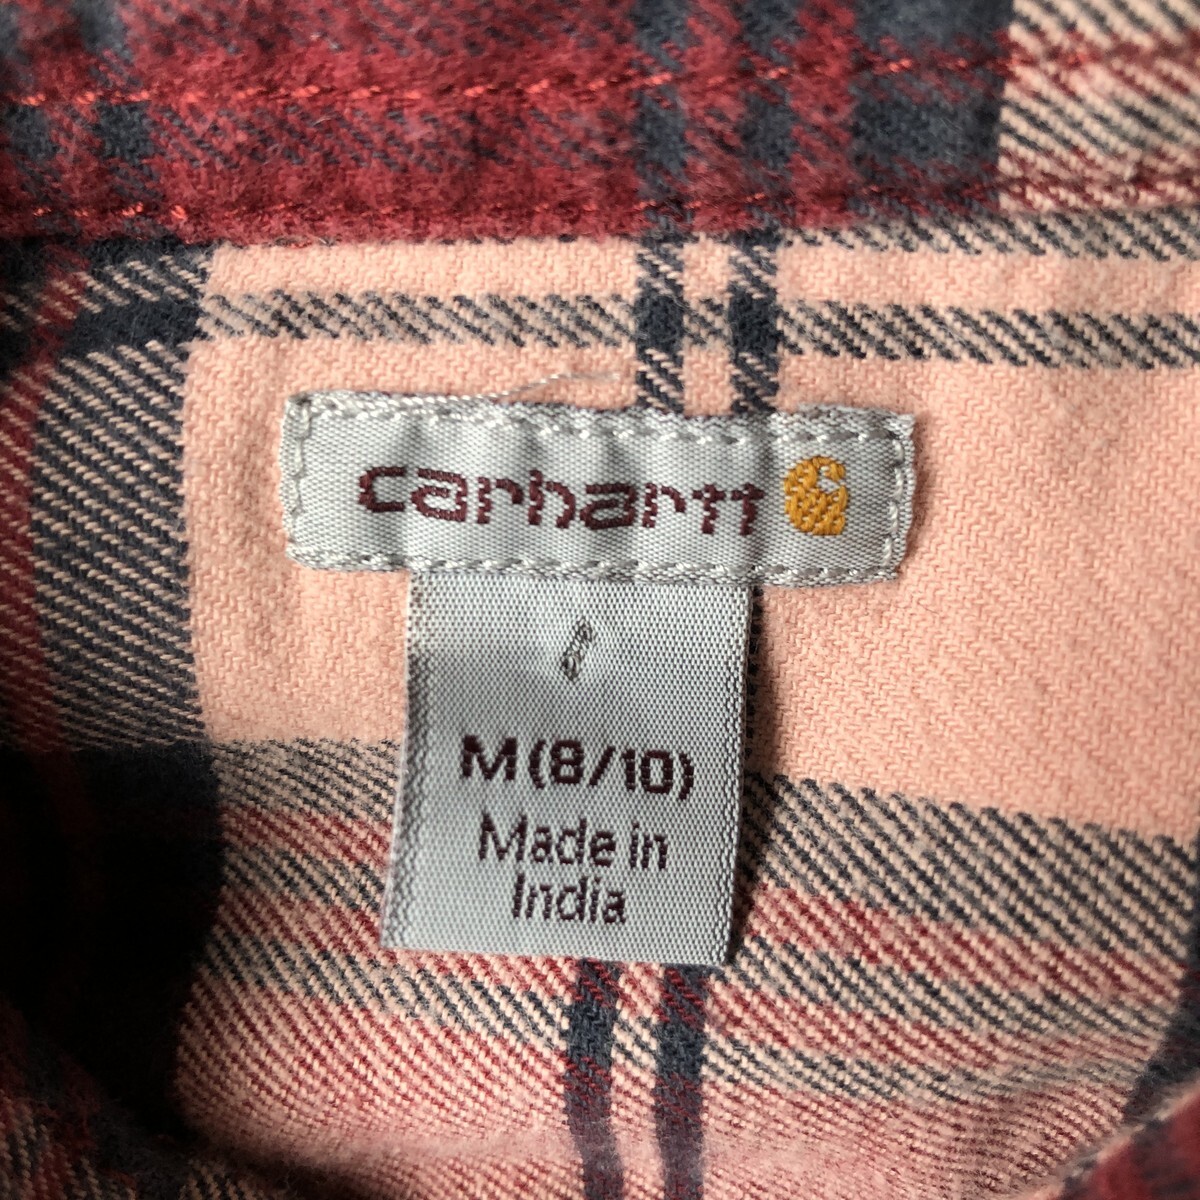 carhartt
M (8/10)
Made in
India